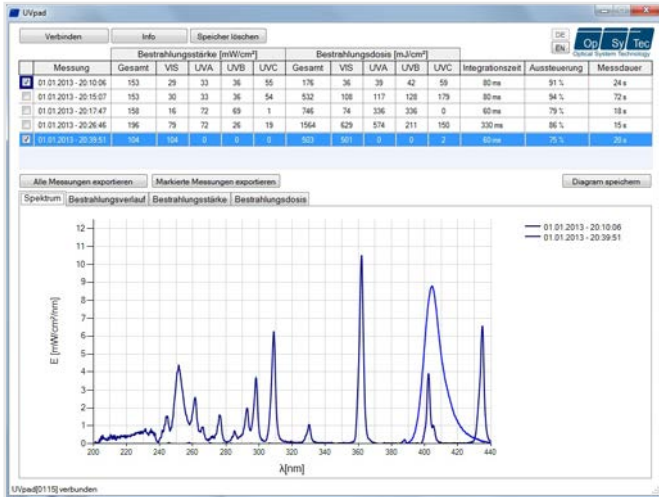 UVpad
Verbinden Info Speicher löschen DE
EN
Op Sy Tec
Optical System Technology
Bestrahlungsstärke [mW/cm²] Bestrahlungsdosis [mJ/cm²]
Messung Gesamt VIS UVA UVB UVC Gesamt VIS UVA UVB UVC Integrationszeit Aussteuerung Messdauer
01.01.2013 - 20:10:06 153 29 33 36 55 176 36 39 42 59 80 ms 91 % 24 s
01.01.2013 - 20:15:07 153 30 33 36 54 532 108 117 128 179 80 ms 94 % 72 s
01.01.2013 - 20:17:47 158 16 72 69 1 746 74 336 336 0 60 ms 79 % 18 s
01.01.2013 - 20:26:46 196 79 72 26 19 1564 629 574 211 150 330 ms 86 % 15 s
01.01.2013 - 20:39:51 104 104 0 0 0 503 501 0 0 2 60 ms 75 % 20 s
Alle Messungen exportieren Markierte Messungen exportieren Diagram speichern
Spektrum Bestrahlungsverlauf Bestrahlungsstärke Bestrahlungsdosis
01.01.2013 - 20:10:06
01.01.2013 - 20:39:51
E [mW/cm²/nm]
12
11
10
9
8
7
6
5
4
3
2
1
0
200 220 240 260 280 300 320 340 360 380 400 420 440
λ[nm]
UVpad[0115] verbunden